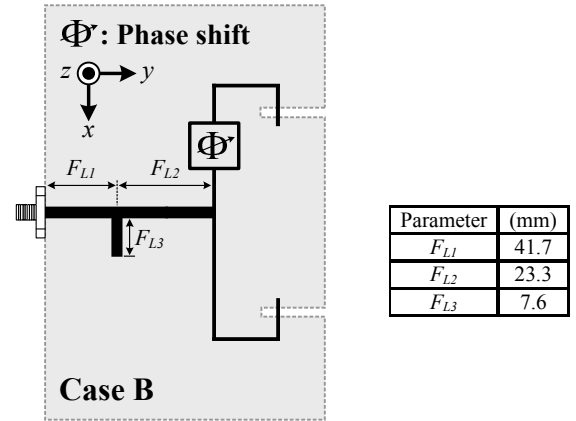 Φ: Phase shift
z
y
x
Φ
F_L1
F_L2
F_L3
Case B
Parameter (mm)
F_L1 41.7
F_L2 23.3
F_L3 7.6